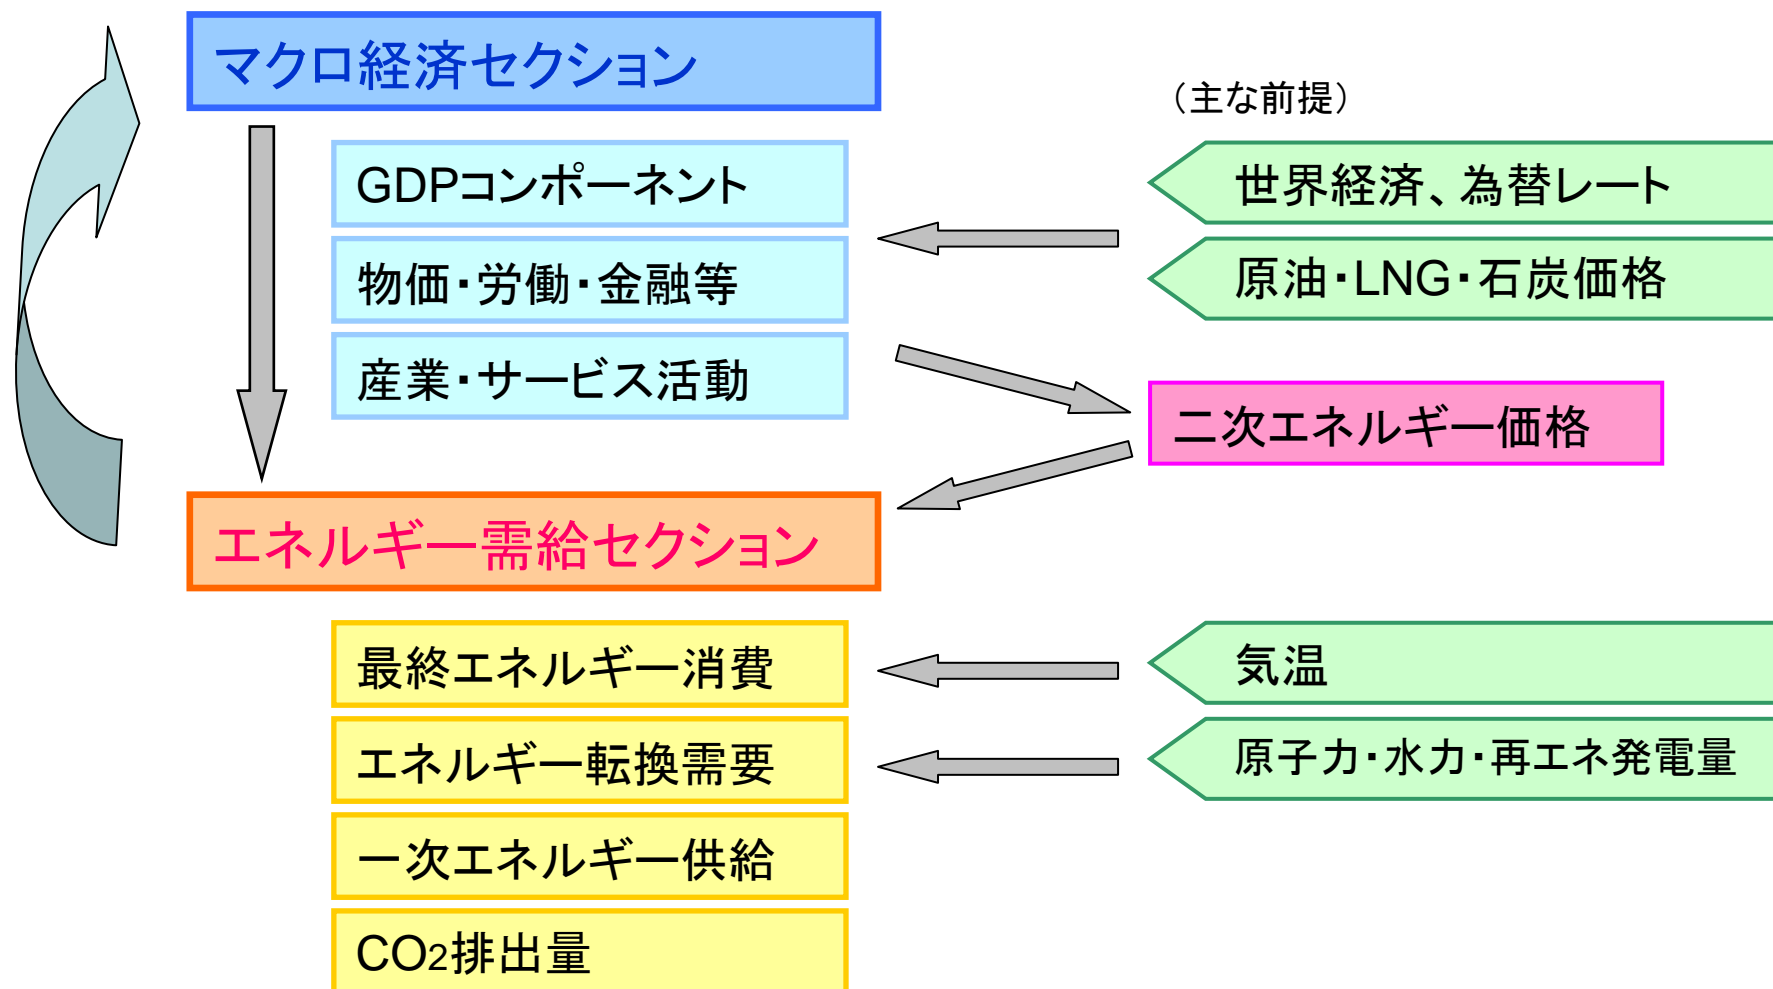 マクロ経済セクション
（主な前提）
GDPコンポーネント
世界経済、為替レート
物価・労働・金融等
原油・LNG・石炭価格
産業・サービス活動
二次エネルギー価格
エネルギー需給セクション
最終エネルギー消費
気温
エネルギー転換需要
原子力・水力・再エネ発電量
一次エネルギー供給
CO2排出量